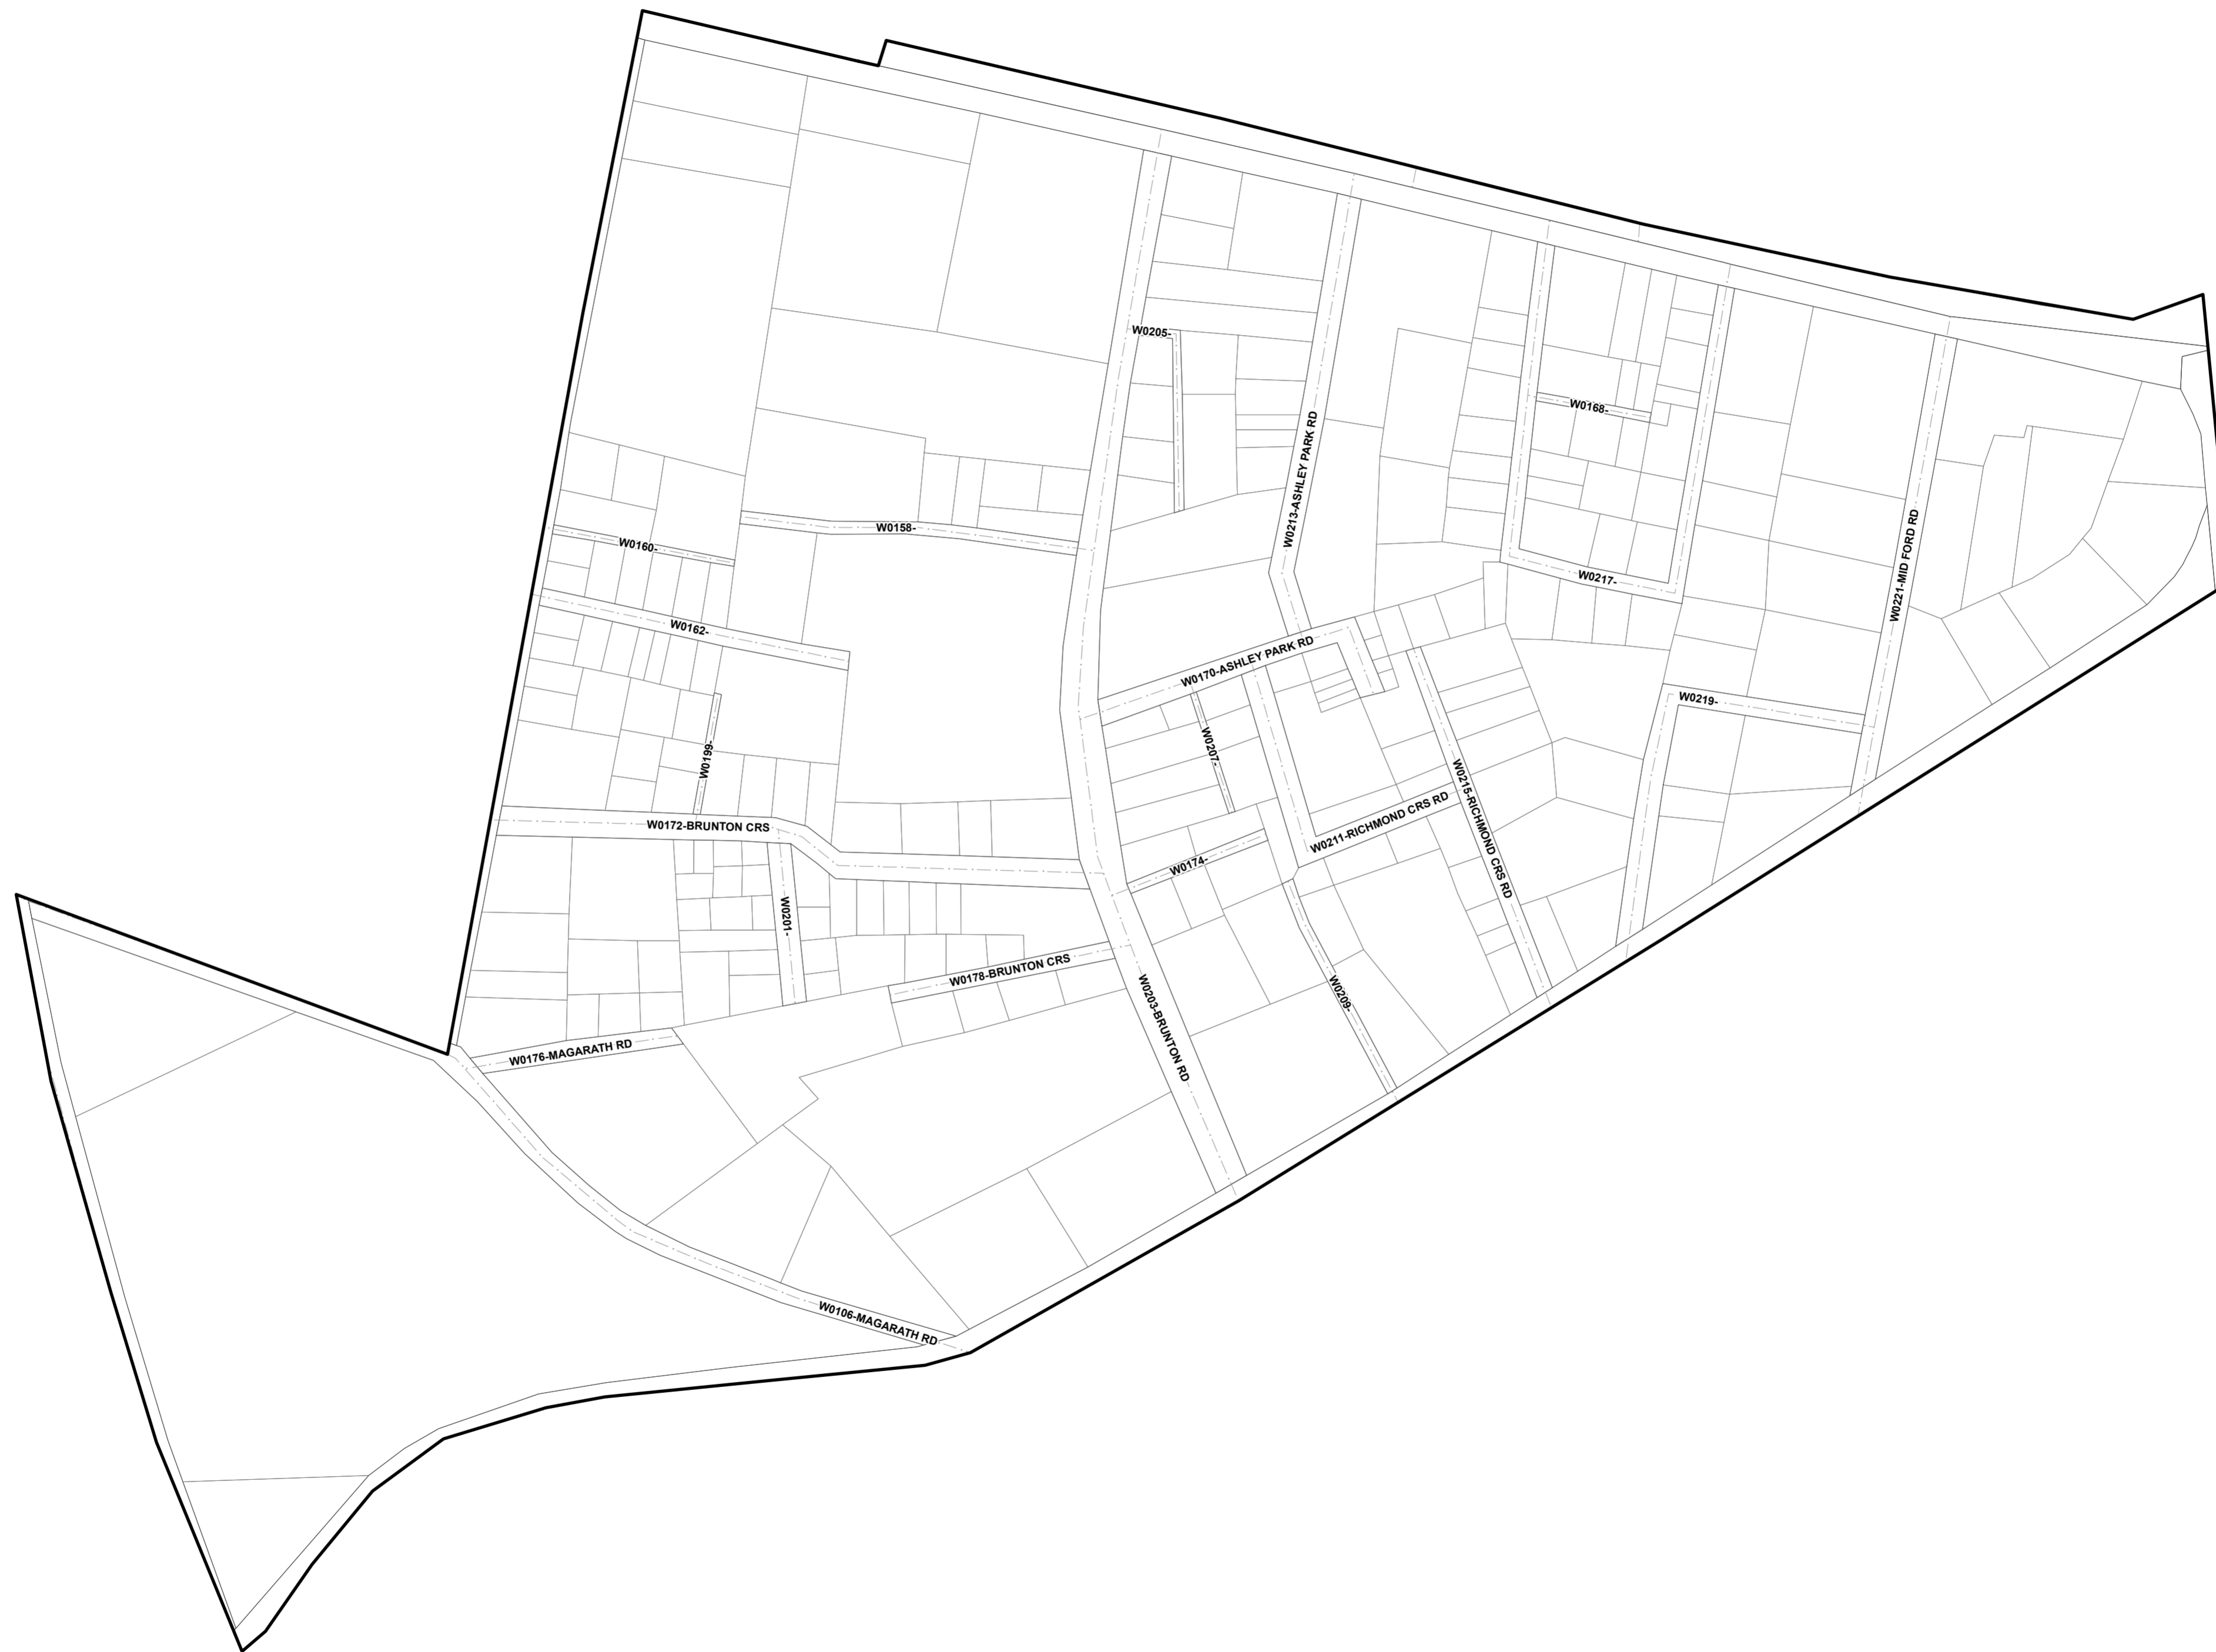 W0205-
W0168-
W0213-ASHLEY PARK RD
W0158-
W0160-
W0221-MID FORD RD
W0217-
W0162-
W0170-ASHLEY PARK RD
W0219-
W0207-
W0199-
W0215-RICHMOND CRS RD
W0172-BRUNTON CRS
W0211-RICHMOND CRS RD
W0174-
W0201-
W0178-BRUNTON CRS
W0209-
W0203-BRUNTON RD
W0176-MAGARATH RD
W0106-MAGARATH RD